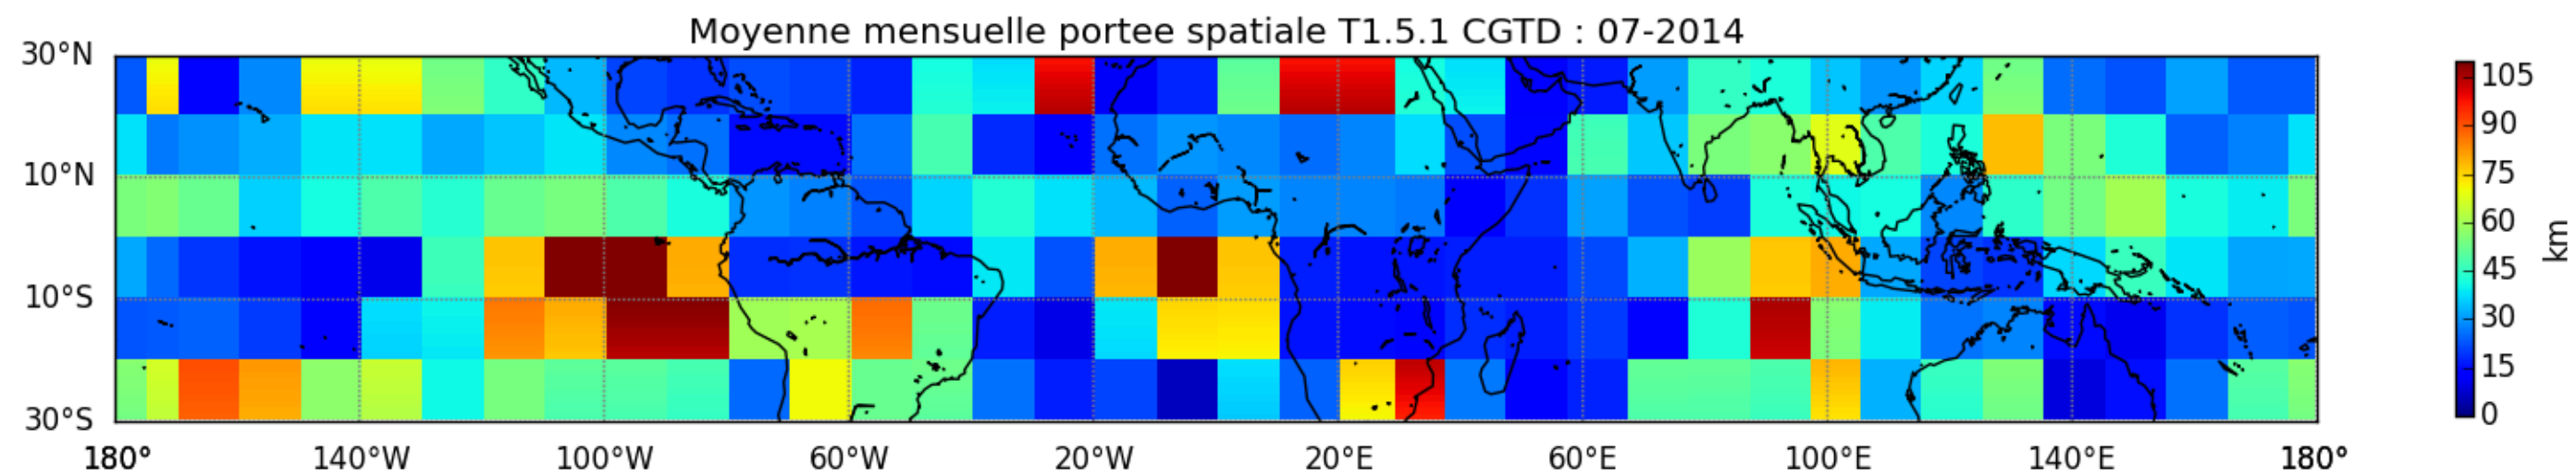 Moyenne mensuelle portee spatiale T1.5.1 CGTD : 07-2014
30°N
10°N
10°S
30°S
180° 140°W 100°W 60°W 20°W 20°E 60°E 100°E 140°E 180°
105
90
75
60
45
30
15
0
km